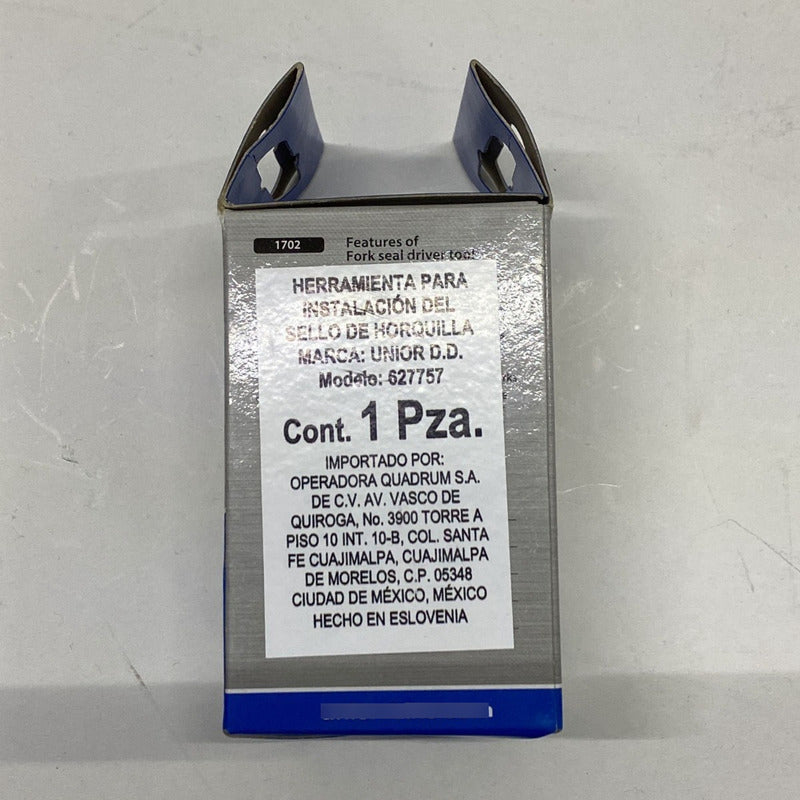 1702
Features of
Fork seal driver tool
HERRAMIENTA PARA
INSTALACIÓN DEL
SELLO DE HORQUILLA
MARCA: UNIOR D.D.
Modelo: 627757
Cont. 1 Pza.
IMPORTADO POR:
OPERADORA QUADRUM S.A.
DE C.V. AV. VASCO DE
QUIROGA, No. 3900 TORRE A
PISO 10 INT. 10-B, COL. SANTA
FE CUAJIMALPA, CUAJIMALPA
DE MORELOS, C.P. 05348
CIUDAD DE MÉXICO, MÉXICO
HECHO EN ESLOVENIA